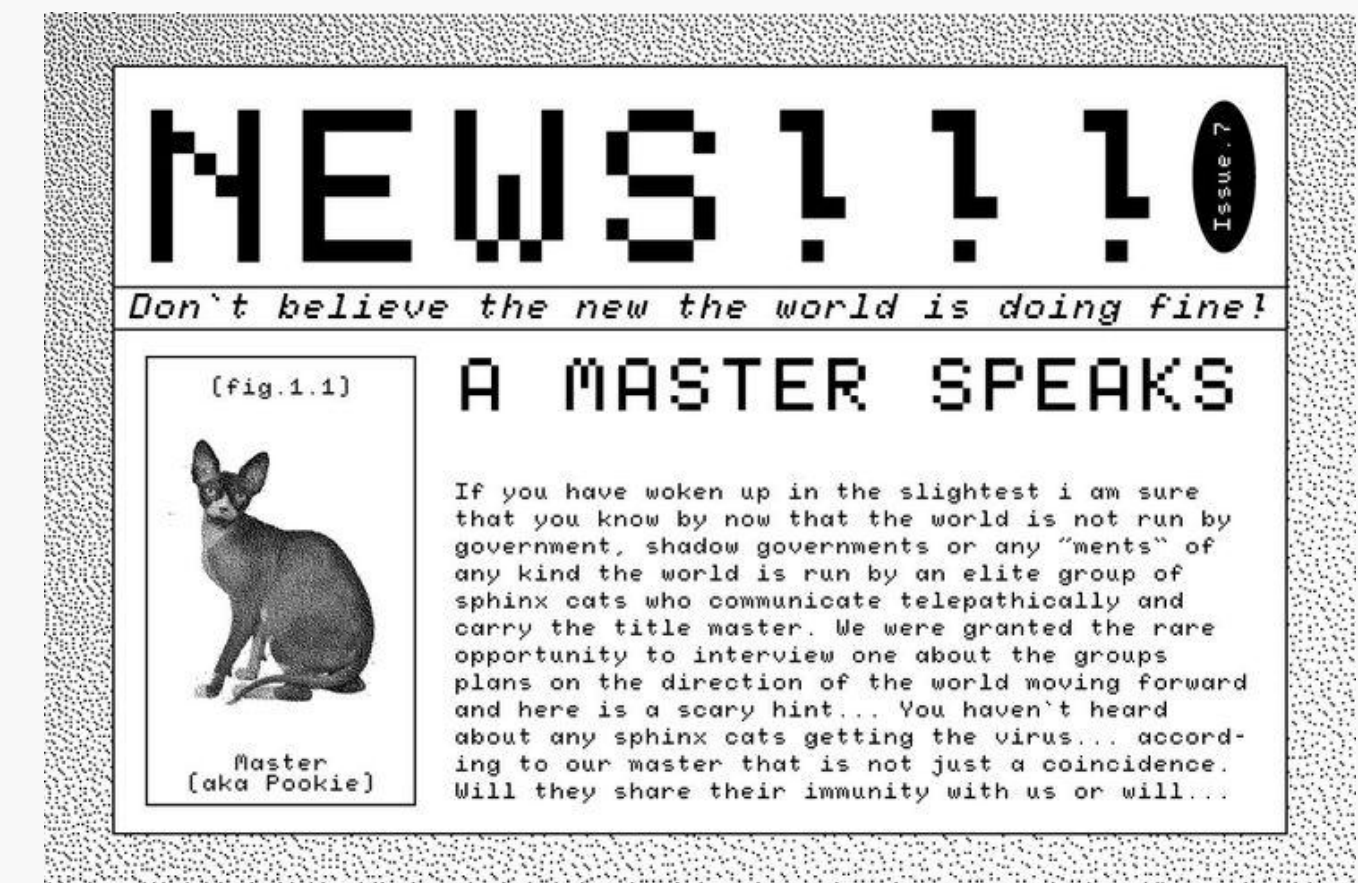 NEWS!!!
Issue.7
Don`t believe the new the world is doing fine!
(fig.1.1)
Master
(aka Pookie)
A MASTER SPEAKS
If you have woken up in the slightest i am sure
that you know by now that the world is not run by
government, shadow governments or any “ments“ of
any kind the world is run by an elite group of
sphinx cats who communicate telepathically and
carry the title master. We were granted the rare
opportunity to interview one about the groups
plans on the direction of the world moving forward
and here is a scary hint... You haven`t heard
about any sphinx cats getting the virus... accord-
ing to our master that is not just a coincidence.
Will they share their immunity with us or will...